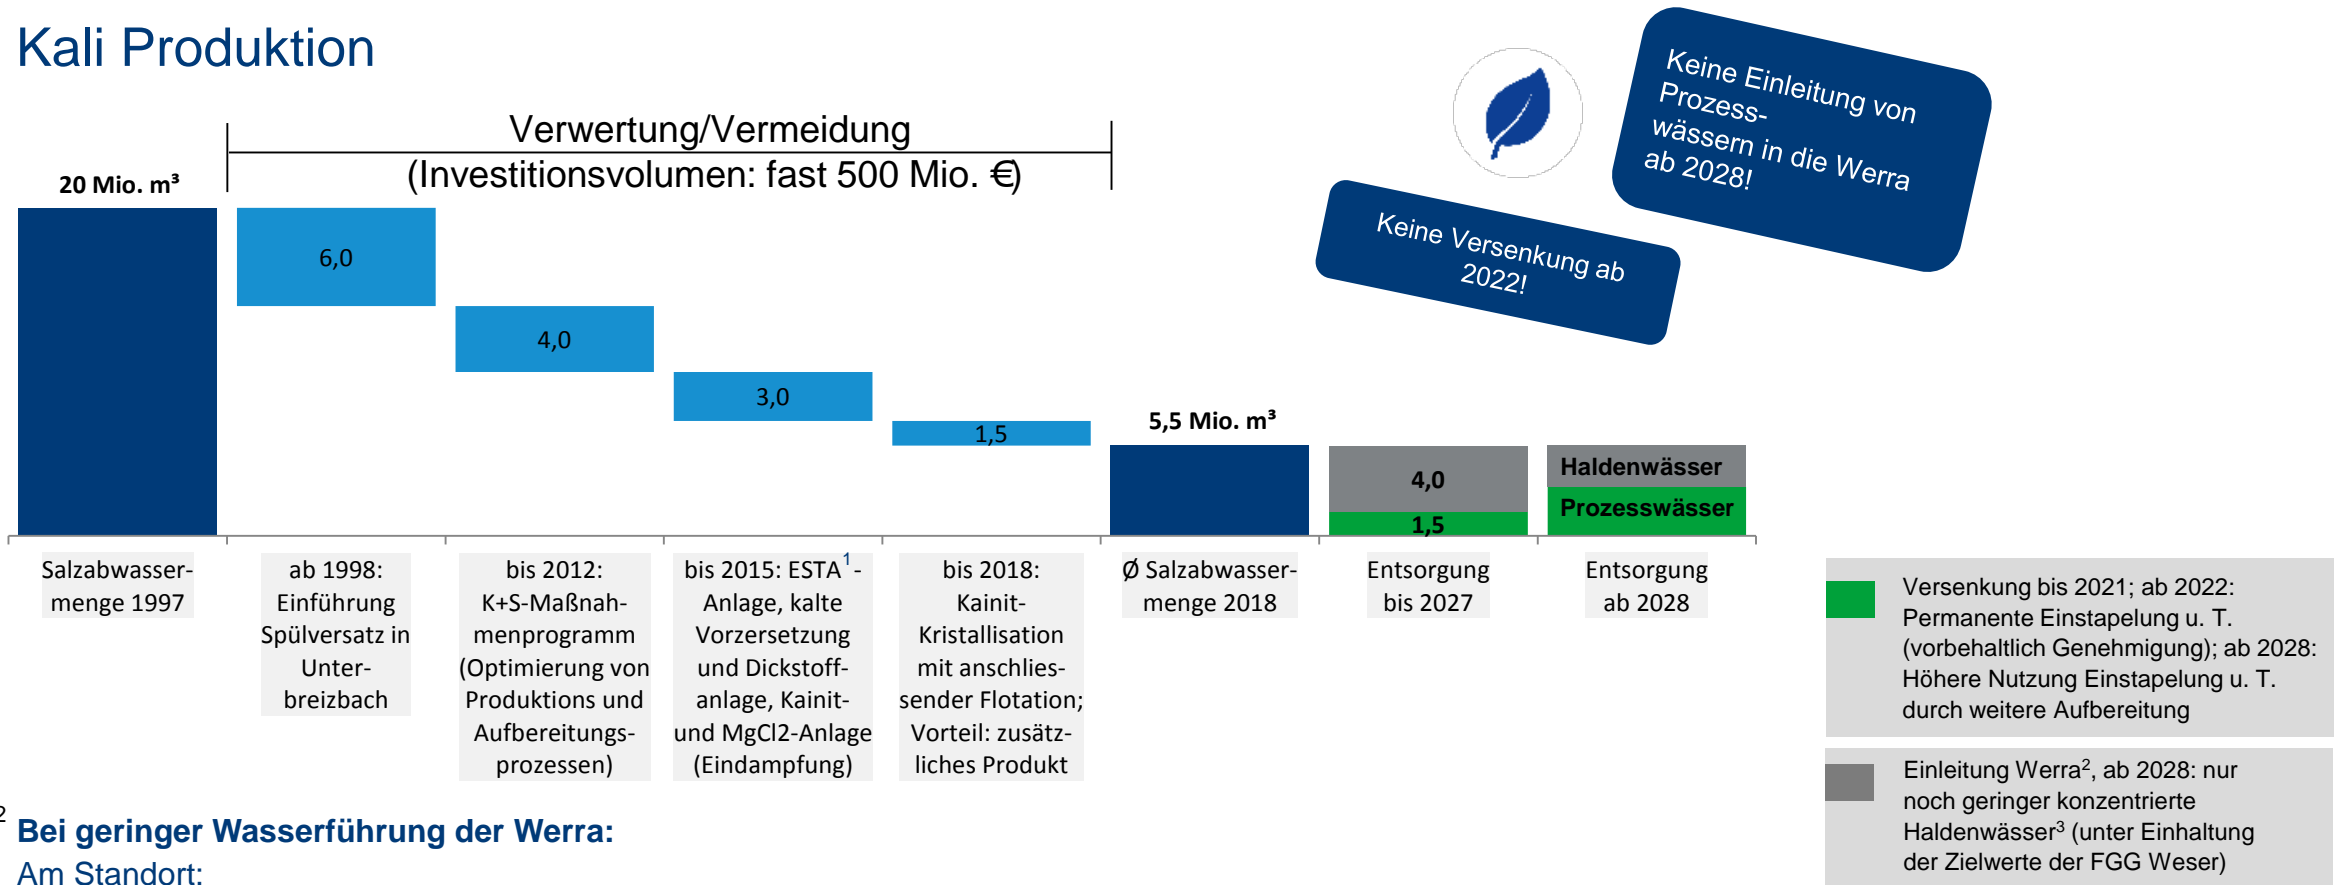 Kali Produktion
Keine Einleitung von
Prozess-
wässern in die Werra
ab 2028!
Keine Versenkung ab
2022!
Verwertung/Vermeidung
(Investitionsvolumen: fast 500 Mio. €)
20 Mio. m³
6,0
4,0
3,0
1,5
5,5 Mio. m³
4,0
1,5
Haldenwässer
Prozesswässer
Salzabwasser-
menge 1997
ab 1998:
Einführung
Spülversatz in
Unter-
breizbach
bis 2012:
K+S-Maßnah-
menprogramm
(Optimierung von
Produktions und
Aufbereitungs-
prozessen)
bis 2015: ESTA¹-
Anlage, kalte
Vorzersetzung
und Dickstoff-
anlage, Kainit-
und MgCl2-Anlage
(Eindampfung)
bis 2018:
Kainit-
Kristallisation
mit anschlies-
sender Flotation;
Vorteil: zusätz-
liches Produkt
Ø Salzabwasser-
menge 2018
Entsorgung
bis 2027
Entsorgung
ab 2028
Versenkung bis 2021; ab 2022:
Permanente Einstapelung u. T.
(vorbehaltlich Genehmigung); ab 2028:
Höhere Nutzung Einstapelung u. T.
durch weitere Aufbereitung
Einleitung Werra², ab 2028: nur
noch geringer konzentrierte
Haldenwässer³ (unter Einhaltung
der Zielwerte der FGG Weser)
² Bei geringer Wasserführung der Werra:
Am Standort: